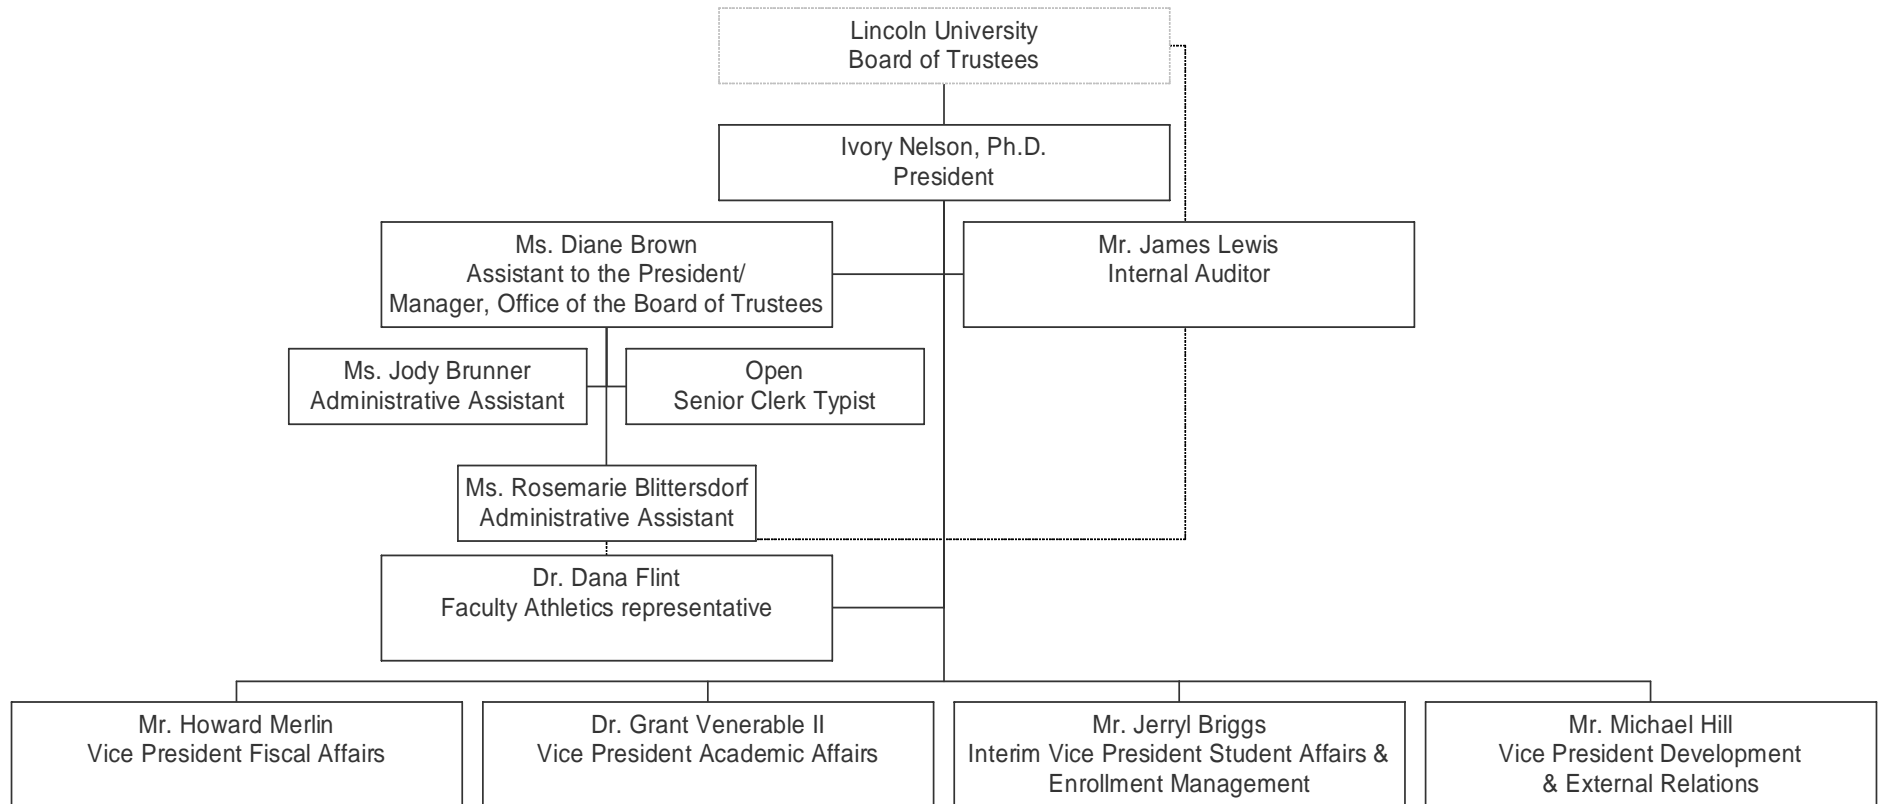 Lincoln University
Board of Trustees
Ivory Nelson, Ph.D.
President
Ms. Diane Brown
Assistant to the President/
Manager, Office of the Board of Trustees
Mr. James Lewis
Internal Auditor
Ms. Jody Brunner
Administrative Assistant
Open
Senior Clerk Typist
Ms. Rosemarie Blittersdorf
Administrative Assistant
Dr. Dana Flint
Faculty Athletics representative
Mr. Howard Merlin
Vice President Fiscal Affairs
Dr. Grant Venerable II
Vice President Academic Affairs
Mr. Jerryl Briggs
Interim Vice President Student Affairs &
Enrollment Management
Mr. Michael Hill
Vice President Development
& External Relations